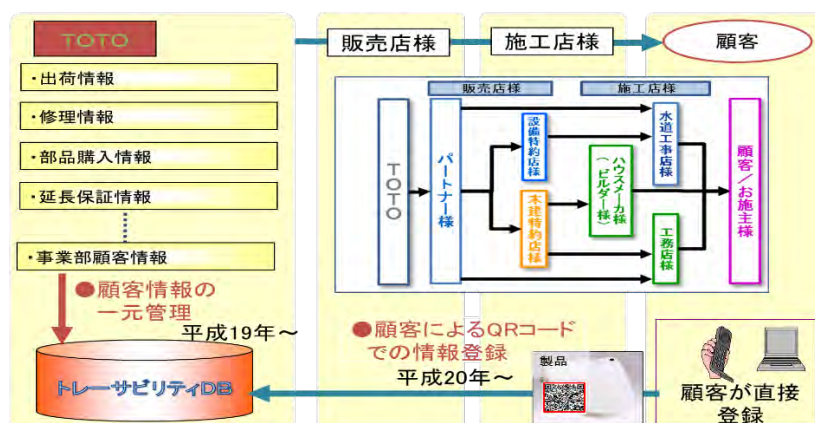 TOTO
販売店様
施工店様
顧客
・出荷情報
・修理情報
・部品購入情報
・延長保証情報
・事業部顧客情報
販売店様
施工店様
TOTO
パートナー様
設備特約店様
木建特約店様
ハウスメーカ様
(ビルダー様)
水道工事店様
工務店様
顧客／お施主様
●顧客情報の
一元管理
平成19年～
トレーサビリティDB
●顧客によるQRコード
での情報登録
平成20年～
製品
顧客が直接
登録